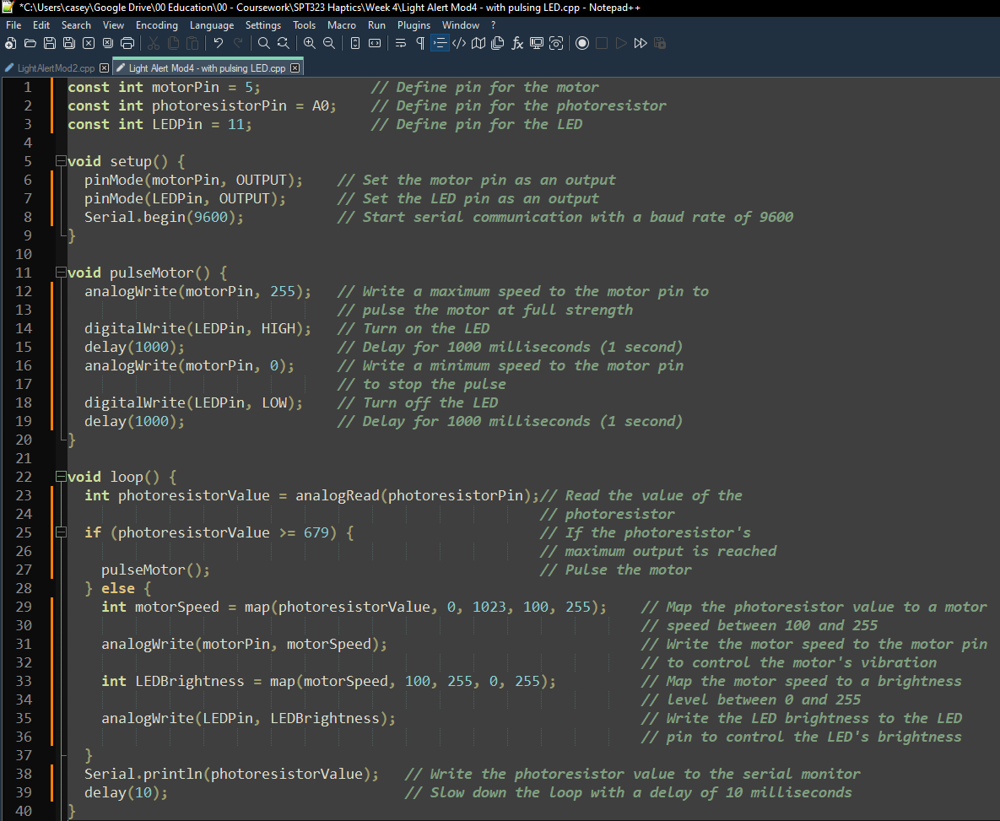 *C:\Users\casey\Google Drive\00 Education\00 - Coursework\SPT323 Haptics\Week 4\Light Alert Mod4 - with pulsing LED.cpp - Notepad++
File Edit Search View Encoding Language Settings Tools Macro Run Plugins Window ?
LightAlertMod2.cpp Light Alert Mod4 - with pulsing LED.cpp
1 const int motorPin = 5; // Define pin for the motor
2 const int photoresistorPin = A0; // Define pin for the photoresistor
3 const int LEDPin = 11; // Define pin for the LED
4
5 void setup() {
6 pinMode(motorPin, OUTPUT); // Set the motor pin as an output
7 pinMode(LEDPin, OUTPUT); // Set the LED pin as an output
8 Serial.begin(9600); // Start serial communication with a baud rate of 9600
9 }
10
11 void pulseMotor() {
12 analogWrite(motorPin, 255); // Write a maximum speed to the motor pin to
13 // pulse the motor at full strength
14 digitalWrite(LEDPin, HIGH); // Turn on the LED
15 delay(1000); // Delay for 1000 milliseconds (1 second)
16 analogWrite(motorPin, 0); // Write a minimum speed to the motor pin
17 // to stop the pulse
18 digitalWrite(LEDPin, LOW); // Turn off the LED
19 delay(1000); // Delay for 1000 milliseconds (1 second)
20 }
21
22 void loop() {
23 int photoresistorValue = analogRead(photoresistorPin);// Read the value of the
24 // photoresistor
25 if (photoresistorValue >= 679) { // If the photoresistor's
26 // maximum output is reached
27 pulseMotor(); // Pulse the motor
28 } else {
29 int motorSpeed = map(photoresistorValue, 0, 1023, 100, 255); // Map the photoresistor value to a motor
30 // speed between 100 and 255
31 analogWrite(motorPin, motorSpeed); // Write the motor speed to the motor pin
32 // to control the motor's vibration
33 int LEDBrightness = map(motorSpeed, 100, 255, 0, 255); // Map the motor speed to a brightness
34 // level between 0 and 255
35 analogWrite(LEDPin, LEDBrightness); // Write the LED brightness to the LED
36 // pin to control the LED's brightness
37 }
38 Serial.println(photoresistorValue); // Write the photoresistor value to the serial monitor
39 delay(10); // Slow down the loop with a delay of 10 milliseconds
40 }